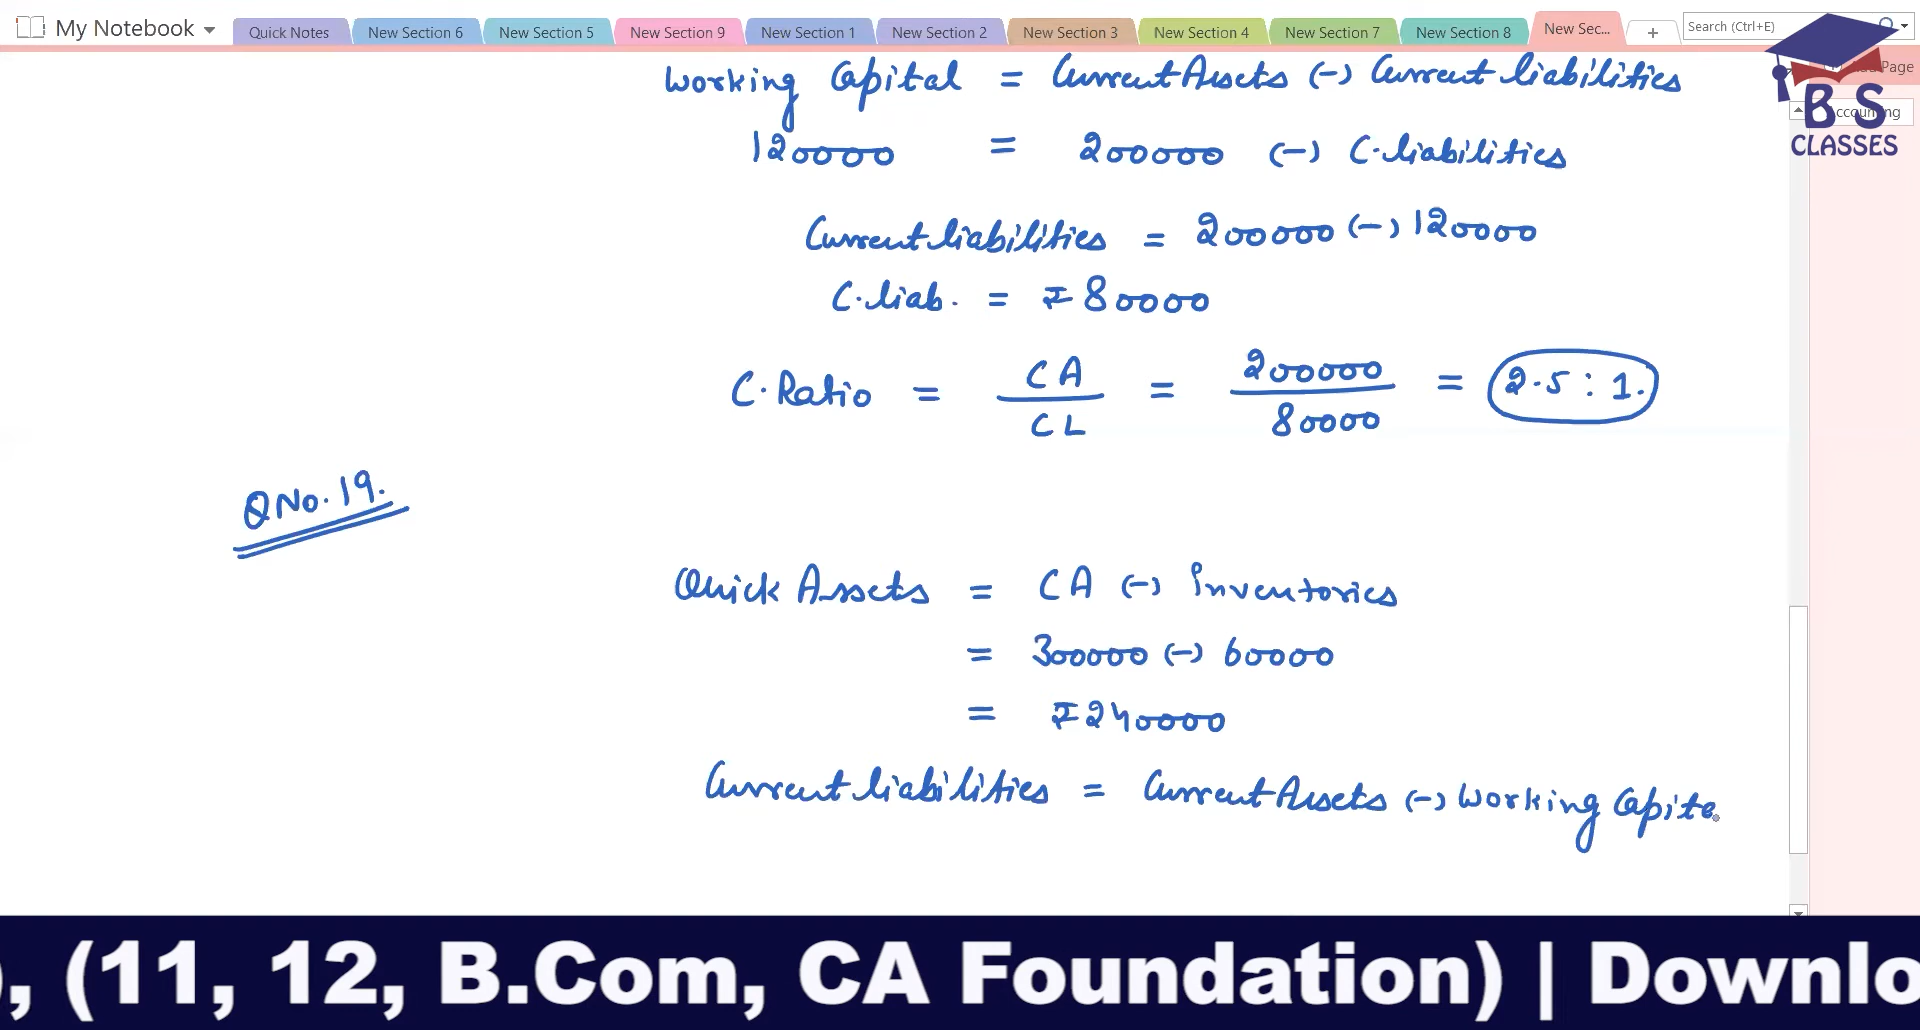 My Notebook
Quick Notes New Section 6 New Section 5 New Section 9 New Section 1 New Section 2 New Section 3 New Section 4 New Section 7 New Section 8 New Sec... +
Search (Ctrl+E)
Page
Accounting
BS
CLASSES
Working Capital = Current Assets (-) Current liabilities
120000 = 200000 (-) C.liabilities
Current liabilities = 200000 (-) 120000
C.liab. = ₹80000
C.Ratio = CA / CL = 200000 / 80000 = 2.5 : 1.
QNo.19.
Quick Assets = CA (-) Inventories
= 300000 (-) 60000
= ₹240000
Current liabilities = Current Assets (-) Working Capita
), (11, 12, B.Com, CA Foundation) | Downlo